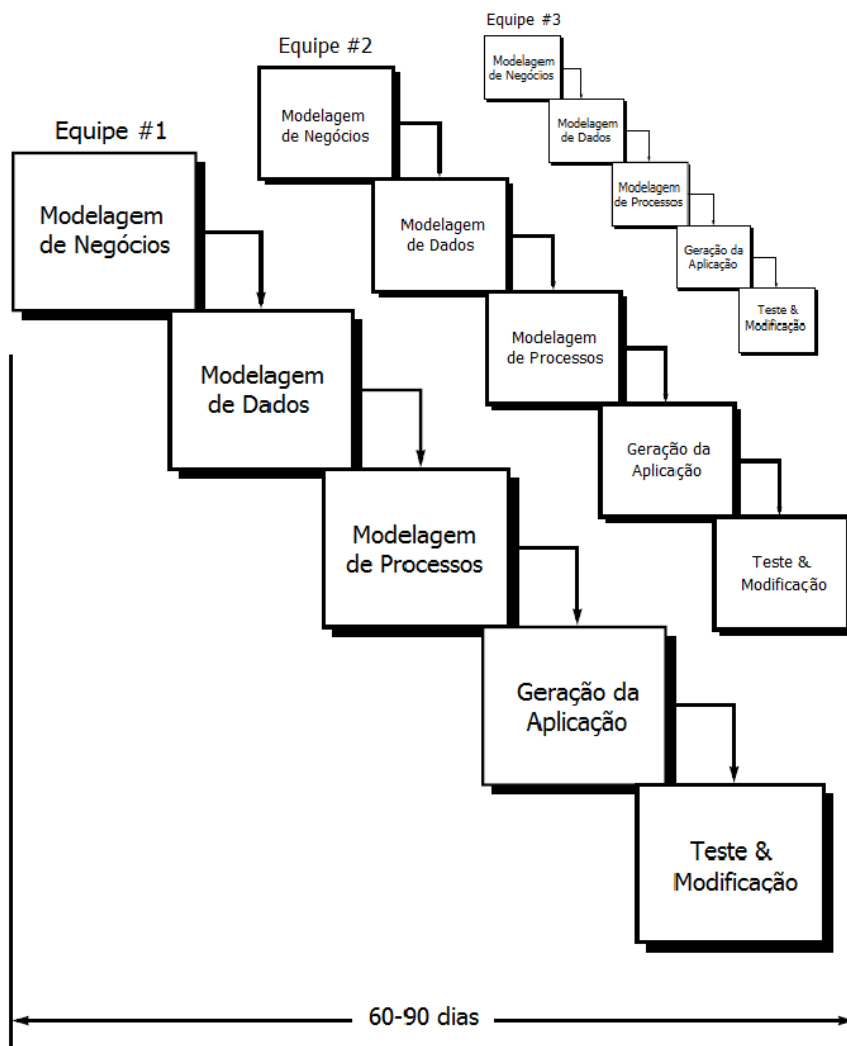 Equipe #1
Modelagem
de Negócios
Modelagem
de Dados
Modelagem
de Processos
Geração da
Aplicação
Teste &
Modificação
Equipe #2
Modelagem
de Negócios
Modelagem
de Dados
Modelagem
de Processos
Geração da
Aplicação
Teste &
Modificação
Equipe #3
Modelagem
de Negócios
Modelagem
de Dados
Modelagem
de Processos
Geração da
Aplicação
Teste &
Modificação
60-90 dias